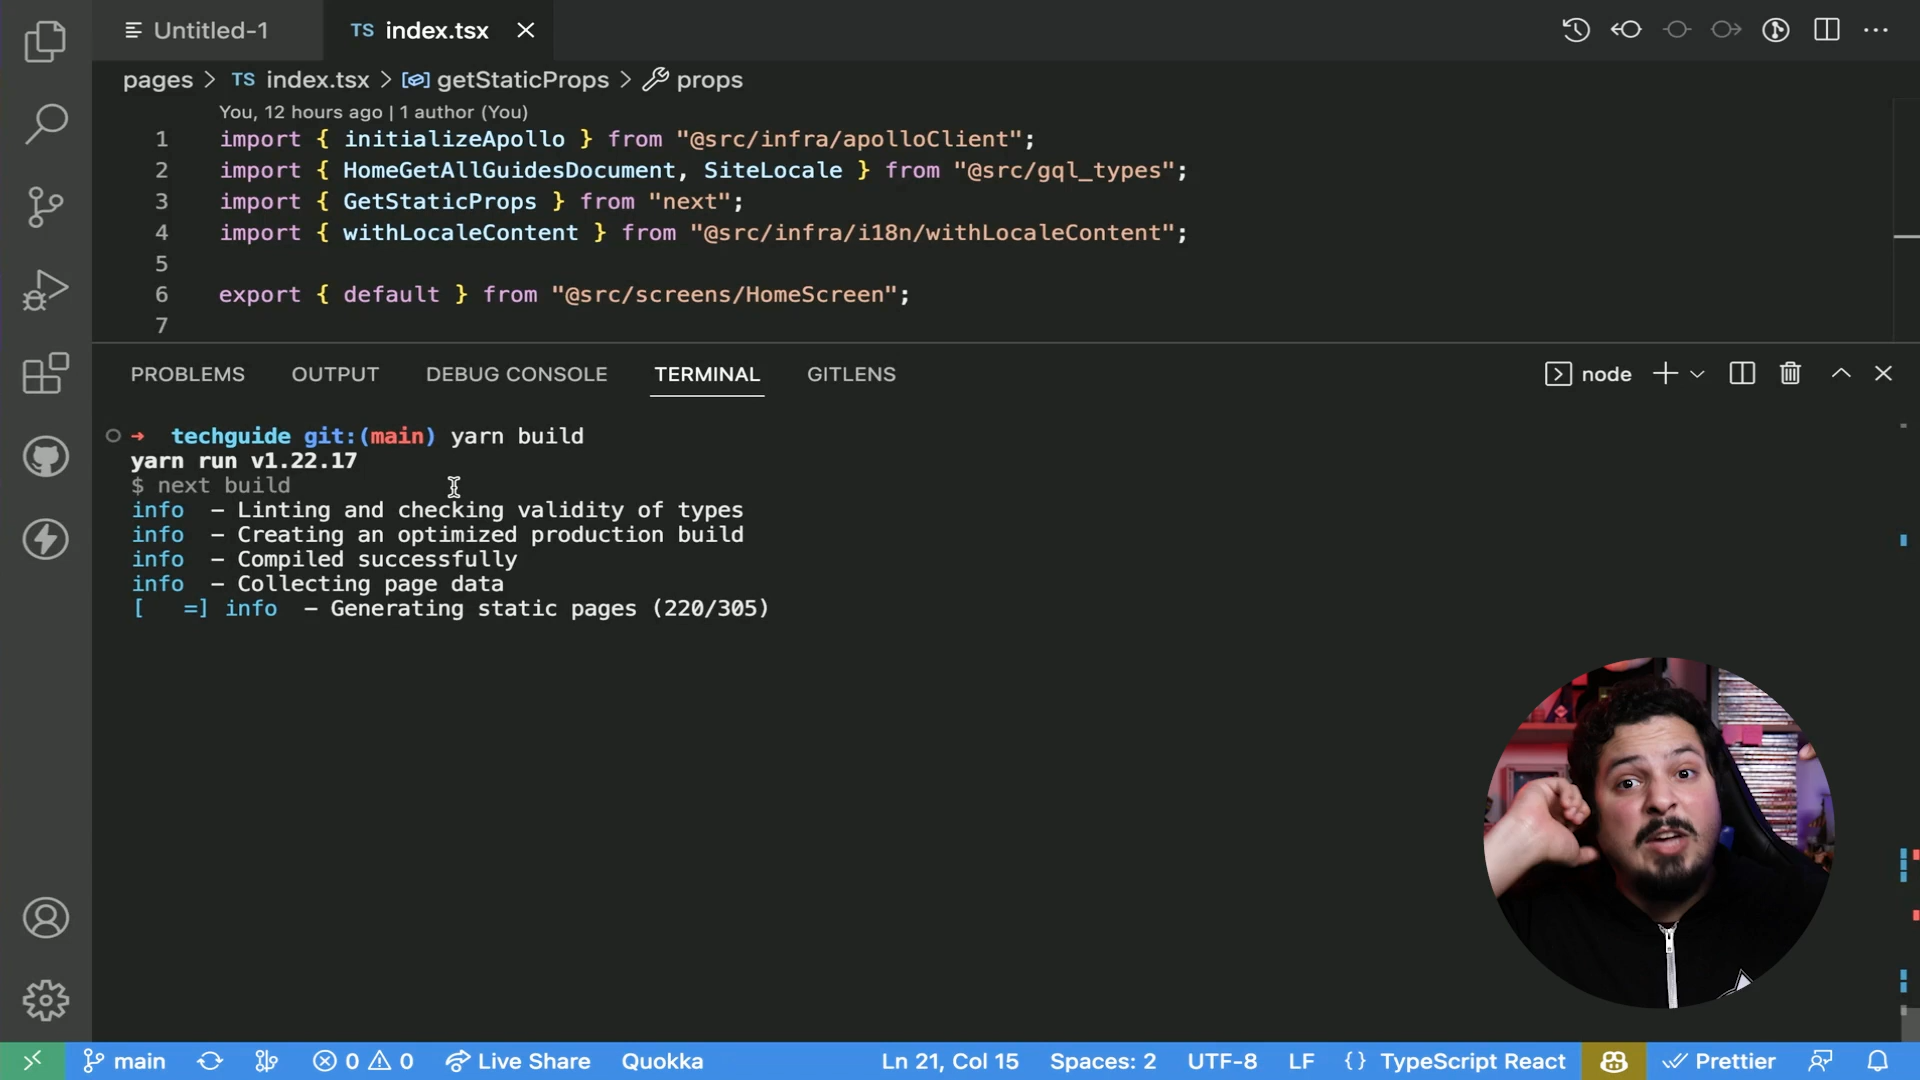 Untitled-1
TS index.tsx
pages > TS index.tsx > getStaticProps > props
You, 12 hours ago | 1 author (You)
1 import { initializeApollo } from "@src/infra/apolloClient";
2 import { HomeGetAllGuidesDocument, SiteLocale } from "@src/gql_types";
3 import { GetStaticProps } from "next";
4 import { withLocaleContent } from "@src/infra/i18n/withLocaleContent";
5
6 export { default } from "@src/screens/HomeScreen";
7
PROBLEMS OUTPUT DEBUG CONSOLE TERMINAL GITLENS
node
→ techguide git:(main) yarn build
yarn run v1.22.17
$ next build
info – Linting and checking validity of types
info – Creating an optimized production build
info – Compiled successfully
info – Collecting page data
[ =] info – Generating static pages (220/305)
main 0 0 Live Share Quokka Ln 21, Col 15 Spaces: 2 UTF-8 LF {} TypeScript React Prettier